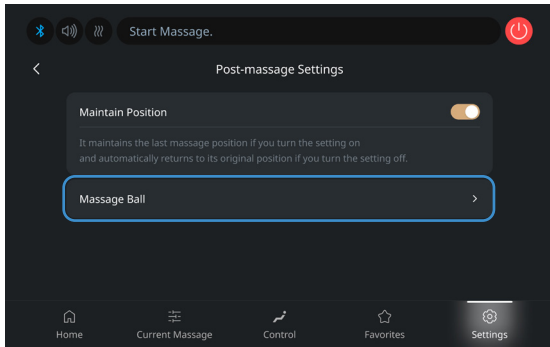 Start Massage.
Post-massage Settings
Maintain Position
It maintains the last massage position if you turn the setting on
and automatically returns to its original position if you turn the setting off.
Massage Ball
Home Current Massage Control Favorites Settings